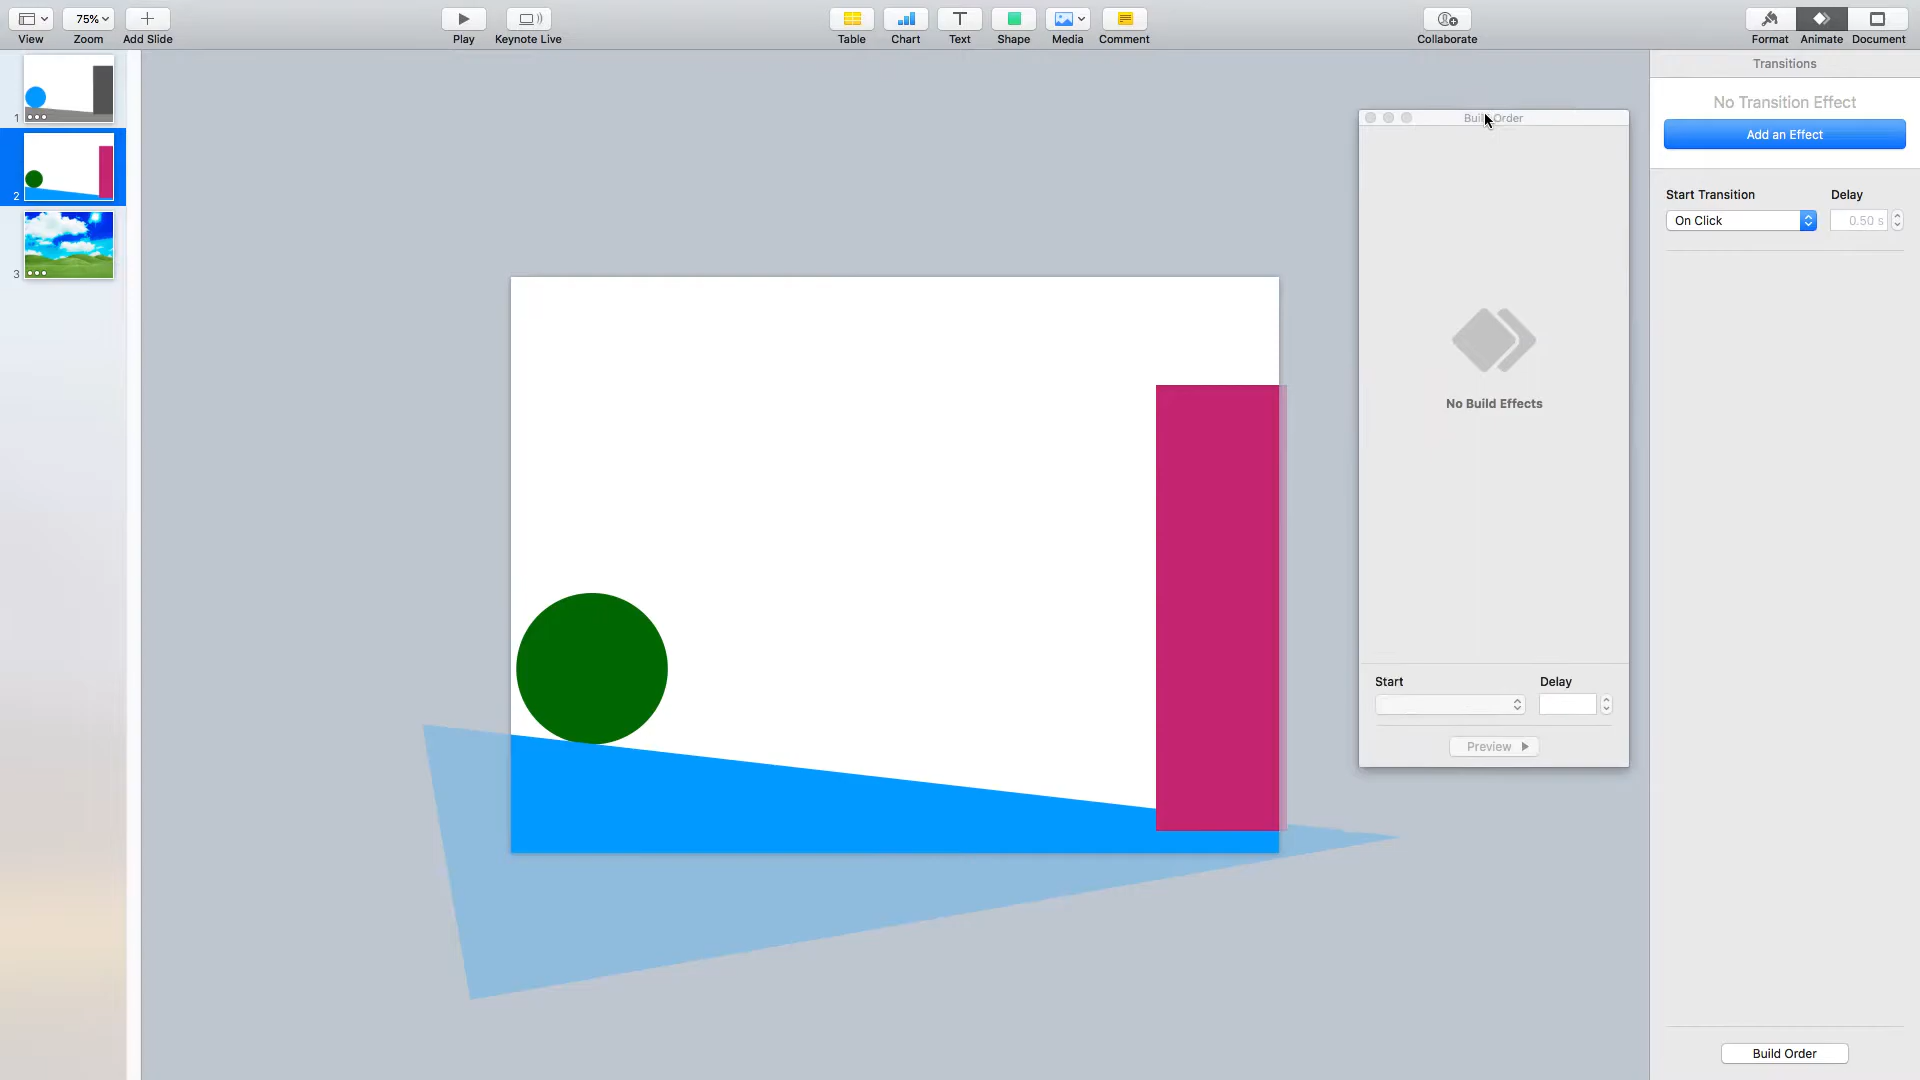 75%
View
Zoom
Add Slide
Play
Keynote Live
Table
Chart
Text
Shape
Media
Comment
Collaborate
Format
Animate
Document
1
2
3
Build Order
No Build Effects
Start
Delay
Preview
Transitions
No Transition Effect
Add an Effect
Start Transition
Delay
On Click
0.50 s
Build Order